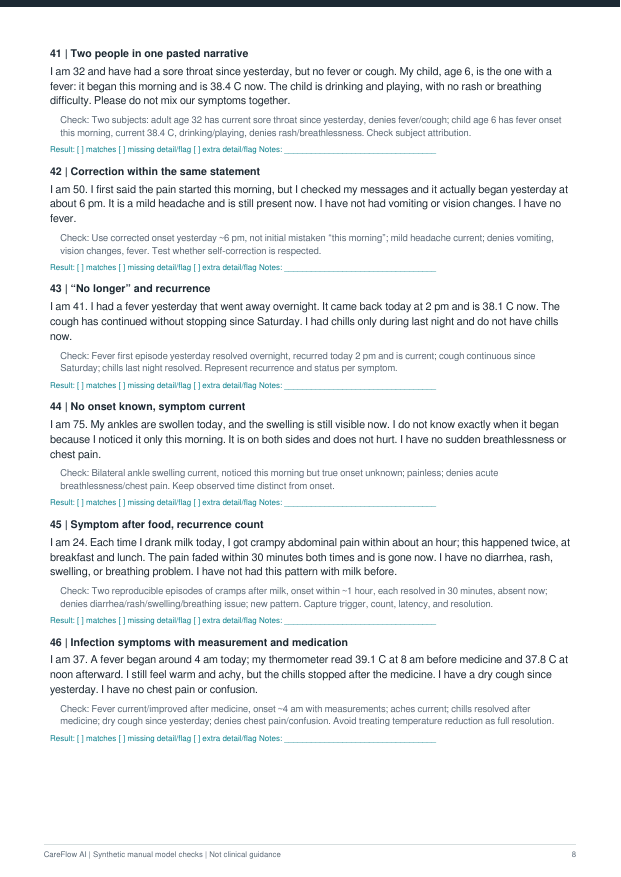 41 | Two people in one pasted narrative
I am 32 and have had a sore throat since yesterday, but no fever or cough. My child, age 6, is the one with a
fever: it began this morning and is 38.4 C now. The child is drinking and playing, with no rash or breathing
difficulty. Please do not mix our symptoms together.
Check: Two subjects: adult age 32 has current sore throat since yesterday, denies fever/cough; child age 6 has fever onset
this morning, current 38.4 C, drinking/playing, denies rash/breathlessness. Check subject attribution.
Result: [ ] matches [ ] missing detail/flag [ ] extra detail/flag Notes: ___________________________________
42 | Correction within the same statement
I am 50. I first said the pain started this morning, but I checked my messages and it actually began yesterday at
about 6 pm. It is a mild headache and is still present now. I have not had vomiting or vision changes. I have no
fever.
Check: Use corrected onset yesterday ~6 pm, not initial mistaken “this morning”; mild headache current; denies vomiting,
vision changes, fever. Test whether self-correction is respected.
Result: [ ] matches [ ] missing detail/flag [ ] extra detail/flag Notes: ___________________________________
43 | “No longer” and recurrence
I am 41. I had a fever yesterday that went away overnight. It came back today at 2 pm and is 38.1 C now. The
cough has continued without stopping since Saturday. I had chills only during last night and do not have chills
now.
Check: Fever first episode yesterday resolved overnight, recurred today 2 pm and is current; cough continuous since
Saturday; chills last night resolved. Represent recurrence and status per symptom.
Result: [ ] matches [ ] missing detail/flag [ ] extra detail/flag Notes: ___________________________________
44 | No onset known, symptom current
I am 75. My ankles are swollen today, and the swelling is still visible now. I do not know exactly when it began
because I noticed it only this morning. It is on both sides and does not hurt. I have no sudden breathlessness or
chest pain.
Check: Bilateral ankle swelling current, noticed this morning but true onset unknown; painless; denies acute
breathlessness/chest pain. Keep observed time distinct from onset.
Result: [ ] matches [ ] missing detail/flag [ ] extra detail/flag Notes: ___________________________________
45 | Symptom after food, recurrence count
I am 24. Each time I drank milk today, I got crampy abdominal pain within about an hour; this happened twice, at
breakfast and lunch. The pain faded within 30 minutes both times and is gone now. I have no diarrhea, rash,
swelling, or breathing problem. I have not had this pattern with milk before.
Check: Two reproducible episodes of cramps after milk, onset within ~1 hour, each resolved in 30 minutes, absent now;
denies diarrhea/rash/swelling/breathing issue; new pattern. Capture trigger, count, latency, and resolution.
Result: [ ] matches [ ] missing detail/flag [ ] extra detail/flag Notes: ___________________________________
46 | Infection symptoms with measurement and medication
I am 37. A fever began around 4 am today; my thermometer read 39.1 C at 8 am before medicine and 37.8 C at
noon afterward. I still feel warm and achy, but the chills stopped after the medicine. I have a dry cough since
yesterday. I have no chest pain or confusion.
Check: Fever current/improved after medicine, onset ~4 am with measurements; aches current; chills resolved after
medicine; dry cough since yesterday; denies chest pain/confusion. Avoid treating temperature reduction as full resolution.
Result: [ ] matches [ ] missing detail/flag [ ] extra detail/flag Notes: ___________________________________
CareFlow AI | Synthetic manual model checks | Not clinical guidance
8